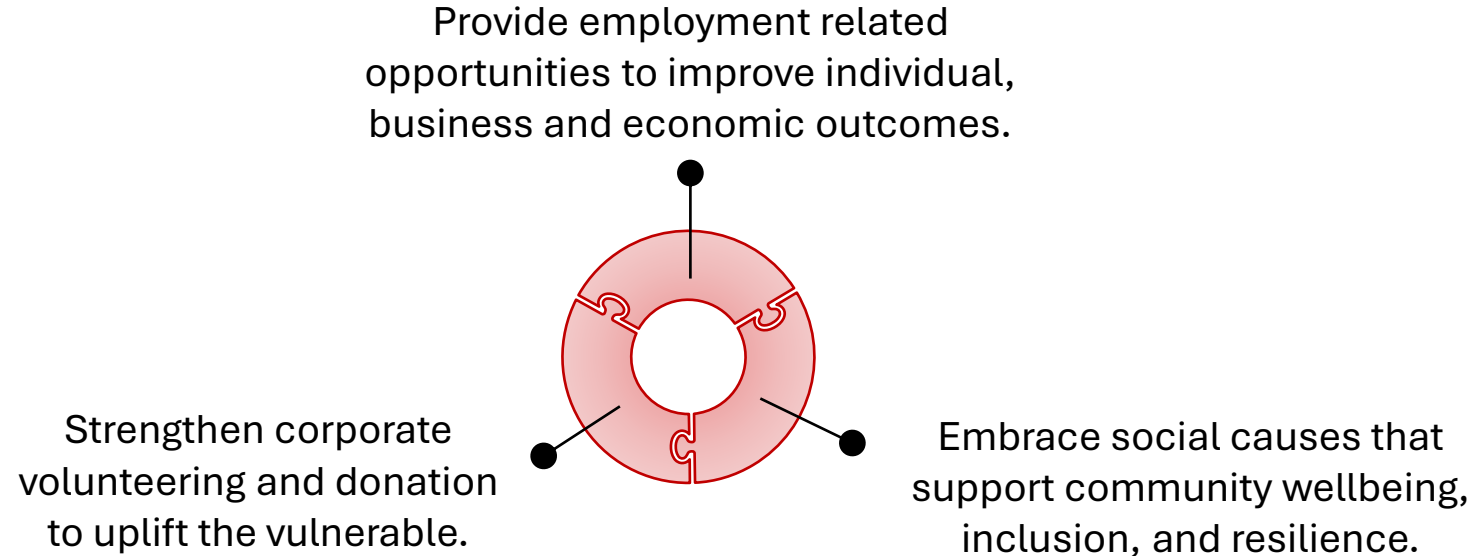 Provide employment related
opportunities to improve individual,
business and economic outcomes.
Strengthen corporate
volunteering and donation
to uplift the vulnerable.
Embrace social causes that
support community wellbeing,
inclusion, and resilience.